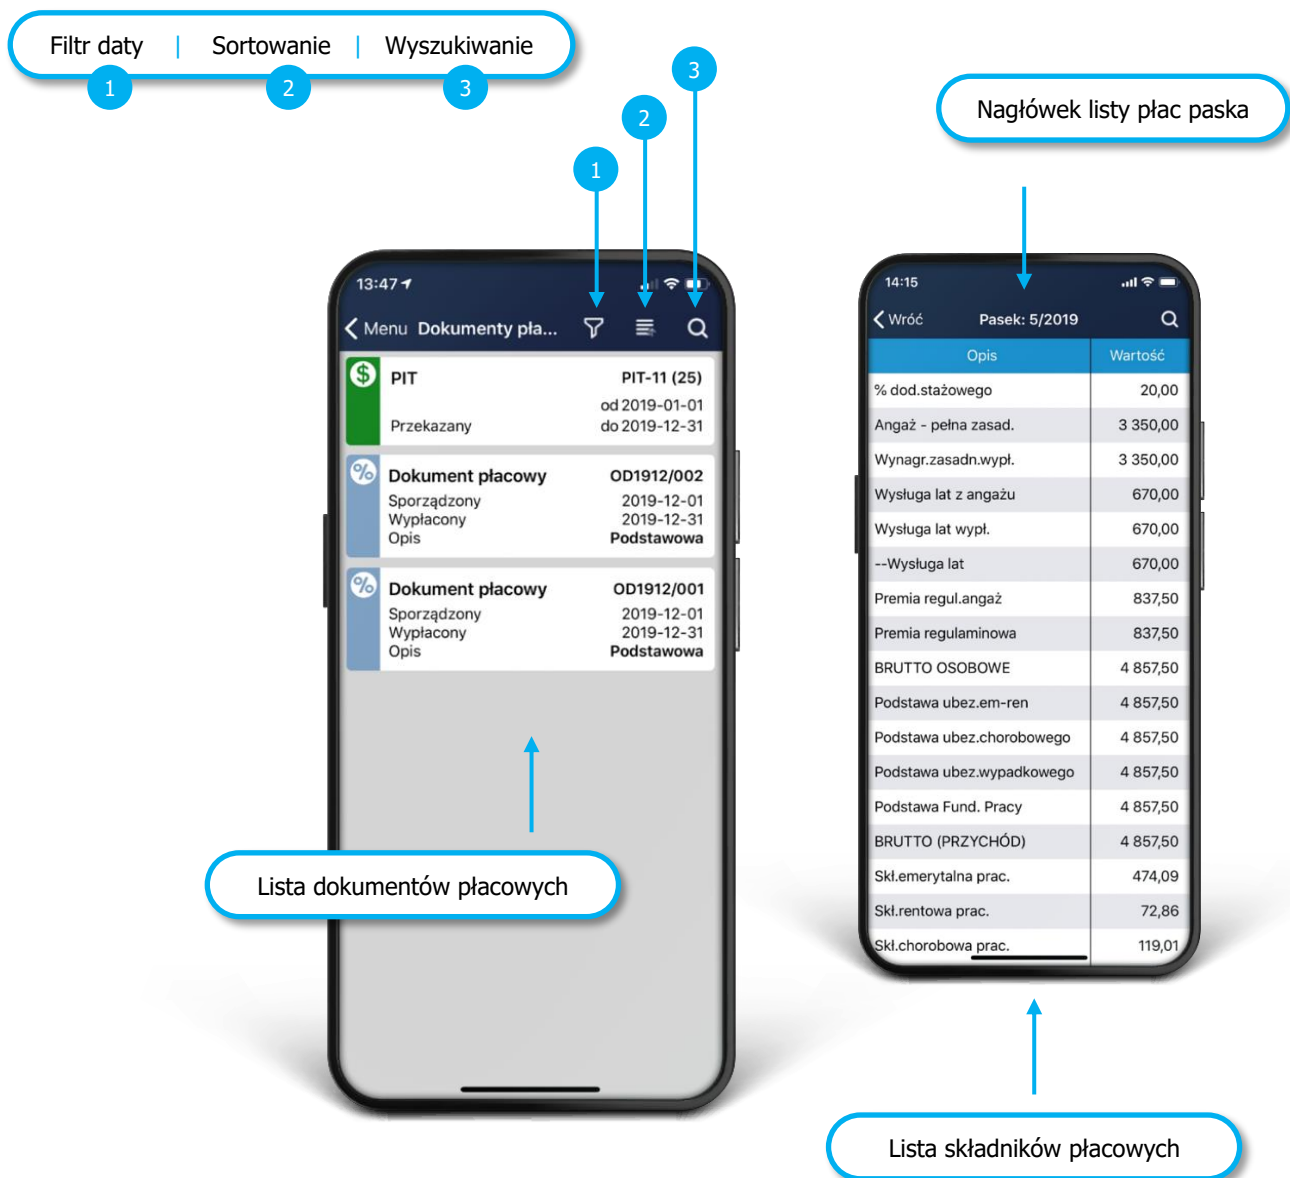 Filtr daty | Sortowanie | Wyszukiwanie
1 2 3
3
2
1
Nagłówek listy płac paska
13:47
Menu Dokumenty pła...
PIT PIT-11 (25)
od 2019-01-01
Przekazany do 2019-12-31
Dokument płacowy OD1912/002
Sporządzony 2019-12-01
Wypłacony 2019-12-31
Opis Podstawowa
Dokument płacowy OD1912/001
Sporządzony 2019-12-01
Wypłacony 2019-12-31
Opis Podstawowa
Lista dokumentów płacowych
14:15
Wróć Pasek: 5/2019
Opis Wartość
% dod.stażowego 20,00
Angaż - pełna zasad. 3 350,00
Wynagr.zasadn.wypł. 3 350,00
Wysługa lat z angażu 670,00
Wysługa lat wypł. 670,00
--Wysługa lat 670,00
Premia regul.angaż 837,50
Premia regulaminowa 837,50
BRUTTO OSOBOWE 4 857,50
Podstawa ubez.em-ren 4 857,50
Podstawa ubez.chorobowego 4 857,50
Podstawa ubez.wypadkowego 4 857,50
Podstawa Fund. Pracy 4 857,50
BRUTTO (PRZYCHÓD) 4 857,50
Skł.emerytalna prac. 474,09
Skł.rentowa prac. 72,86
Skł.chorobowa prac. 119,01
Lista składników płacowych